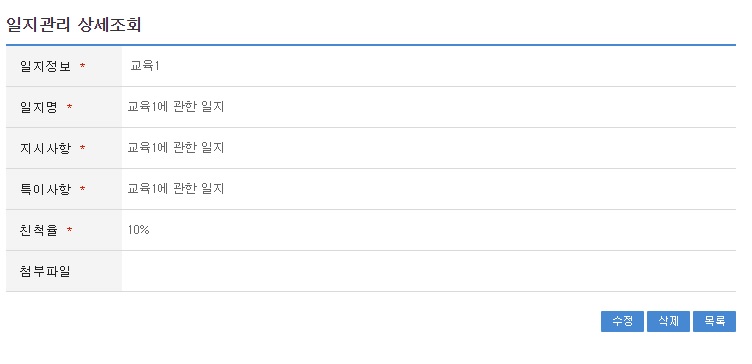 일지관리 상세조회
일지정보 * 교육1
일지명 * 교육1에 관한 일지
지시사항 * 교육1에 관한 일지
특이사항 * 교육1에 관한 일지
친척율 * 10%
첨부파일
수정 삭제 목록